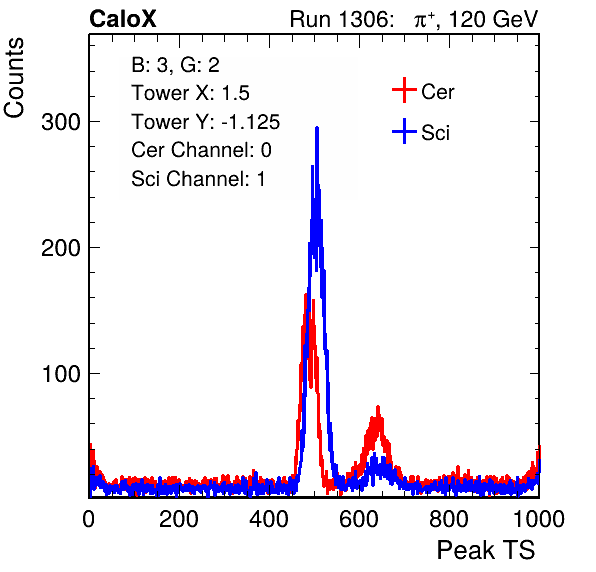 CaloX Run 1306: π⁺, 120 GeV
Counts
B: 3, G: 2
Tower X: 1.5
Tower Y: -1.125
Cer Channel: 0
Sci Channel: 1
Cer
Sci
300
200
100
0 200 400 600 800 1000
Peak TS